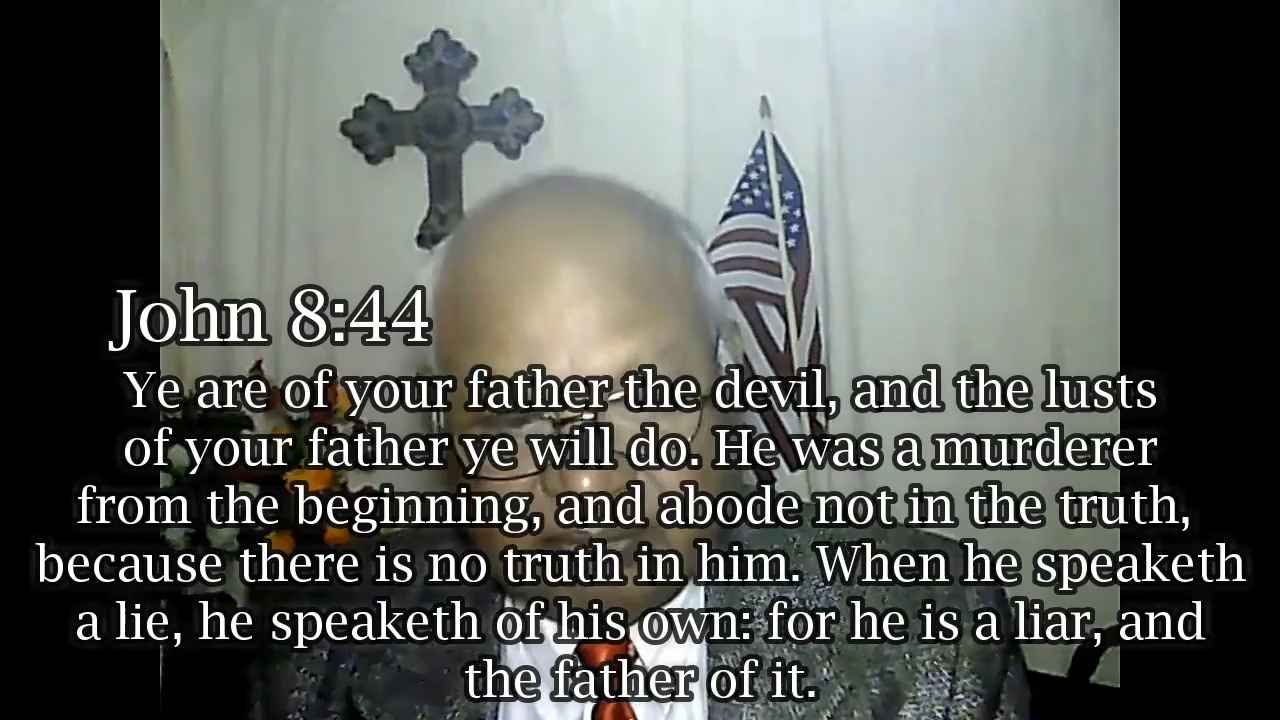 John 8:44
Ye are of your father the devil, and the lusts
of your father ye will do. He was a murderer
from the beginning, and abode not in the truth,
because there is no truth in him. When he speaketh
a lie, he speaketh of his own: for he is a liar, and
the father of it.